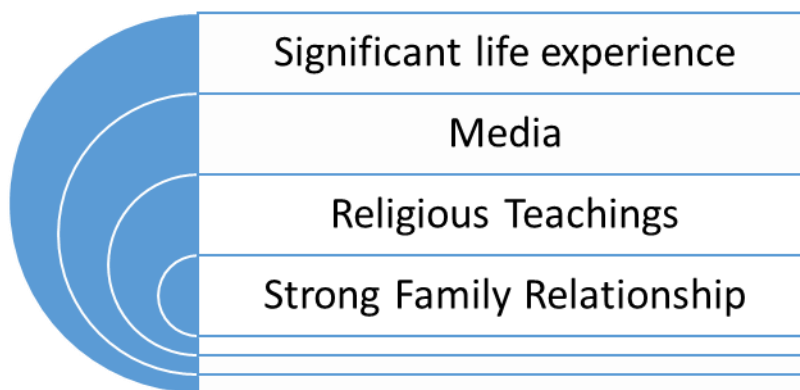 Significant life experience
Media
Religious Teachings
Strong Family Relationship